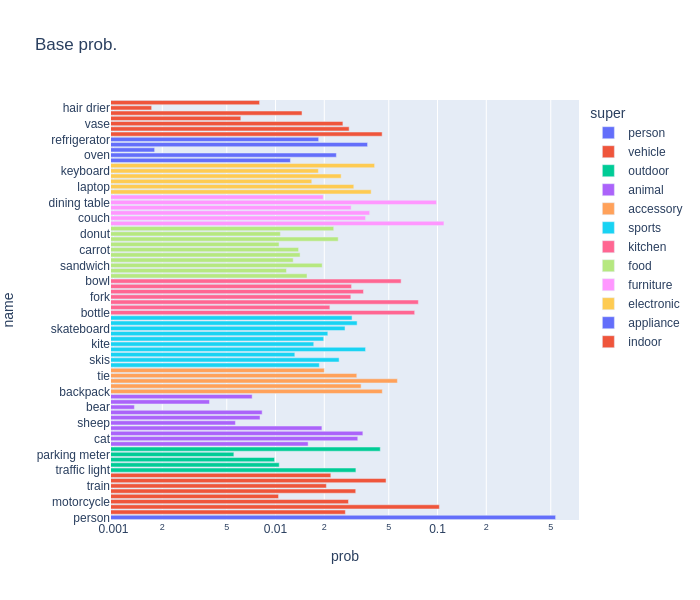 Base prob.
super
person
vehicle
outdoor
animal
accessory
sports
kitchen
food
furniture
electronic
appliance
indoor
name
hair drier
vase
refrigerator
oven
keyboard
laptop
dining table
couch
donut
carrot
sandwich
bowl
fork
bottle
skateboard
kite
skis
tie
backpack
bear
sheep
cat
parking meter
traffic light
train
motorcycle
person
0.001 2 5 0.01 2 5 0.1 2 5
prob